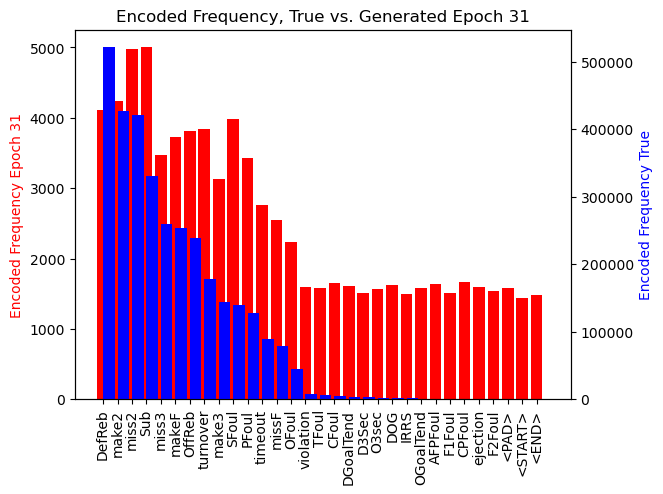 Encoded Frequency, True vs. Generated Epoch 31
Encoded Frequency Epoch 31
5000
4000
3000
2000
1000
0
500000
400000
300000
200000
100000
0
Encoded Frequency True
DefReb
make2
miss2
Sub
miss3
makeF
OffReb
turnover
make3
SFoul
PFoul
timeout
missF
OFoul
violation
TFoul
CFoul
DGoalTend
D3Sec
O3sec
DOG
IRRS
OGoalTend
AFPFoul
F1Foul
CPFoul
ejection
F2Foul
<PAD>
<START>
<END>